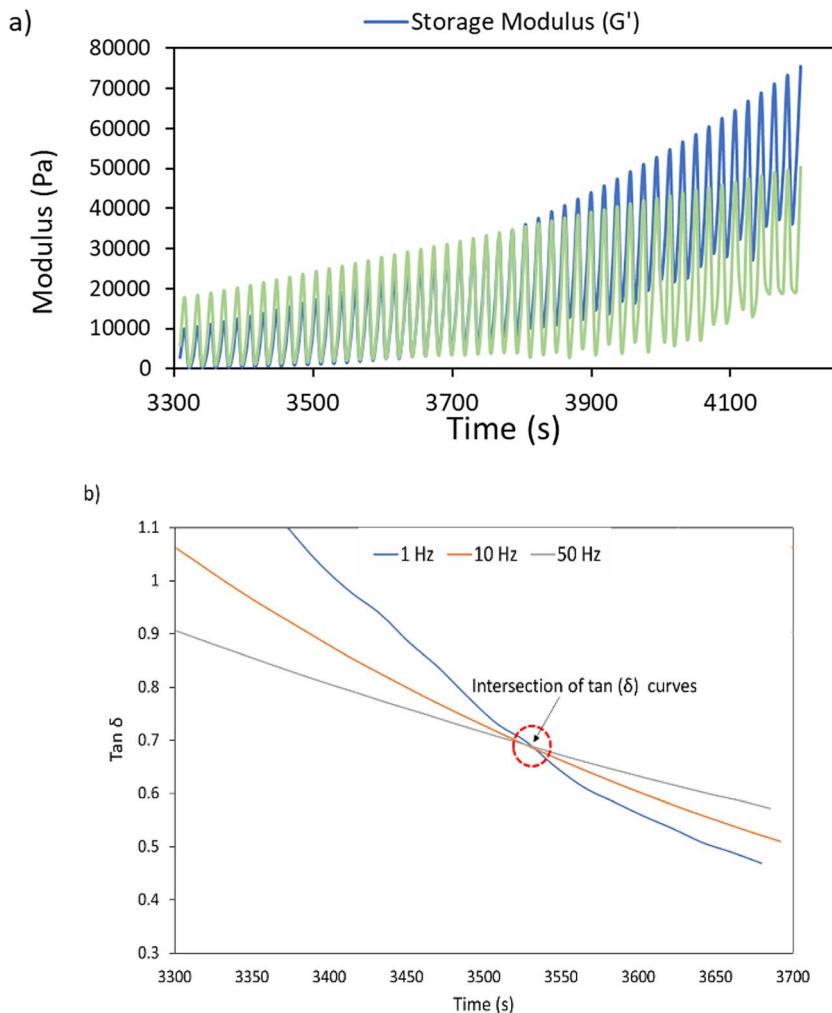 a)
Storage Modulus (G')
80000
70000
60000
50000
40000
30000
20000
10000
0
Modulus (Pa)
3300 3500 3700 3900 4100
Time (s)
b)
1.1
1
0.9
0.8
0.7
0.6
0.5
0.4
0.3
Tan δ
1 Hz 10 Hz 50 Hz
Intersection of tan (δ) curves
3300 3350 3400 3450 3500 3550 3600 3650 3700
Time (s)